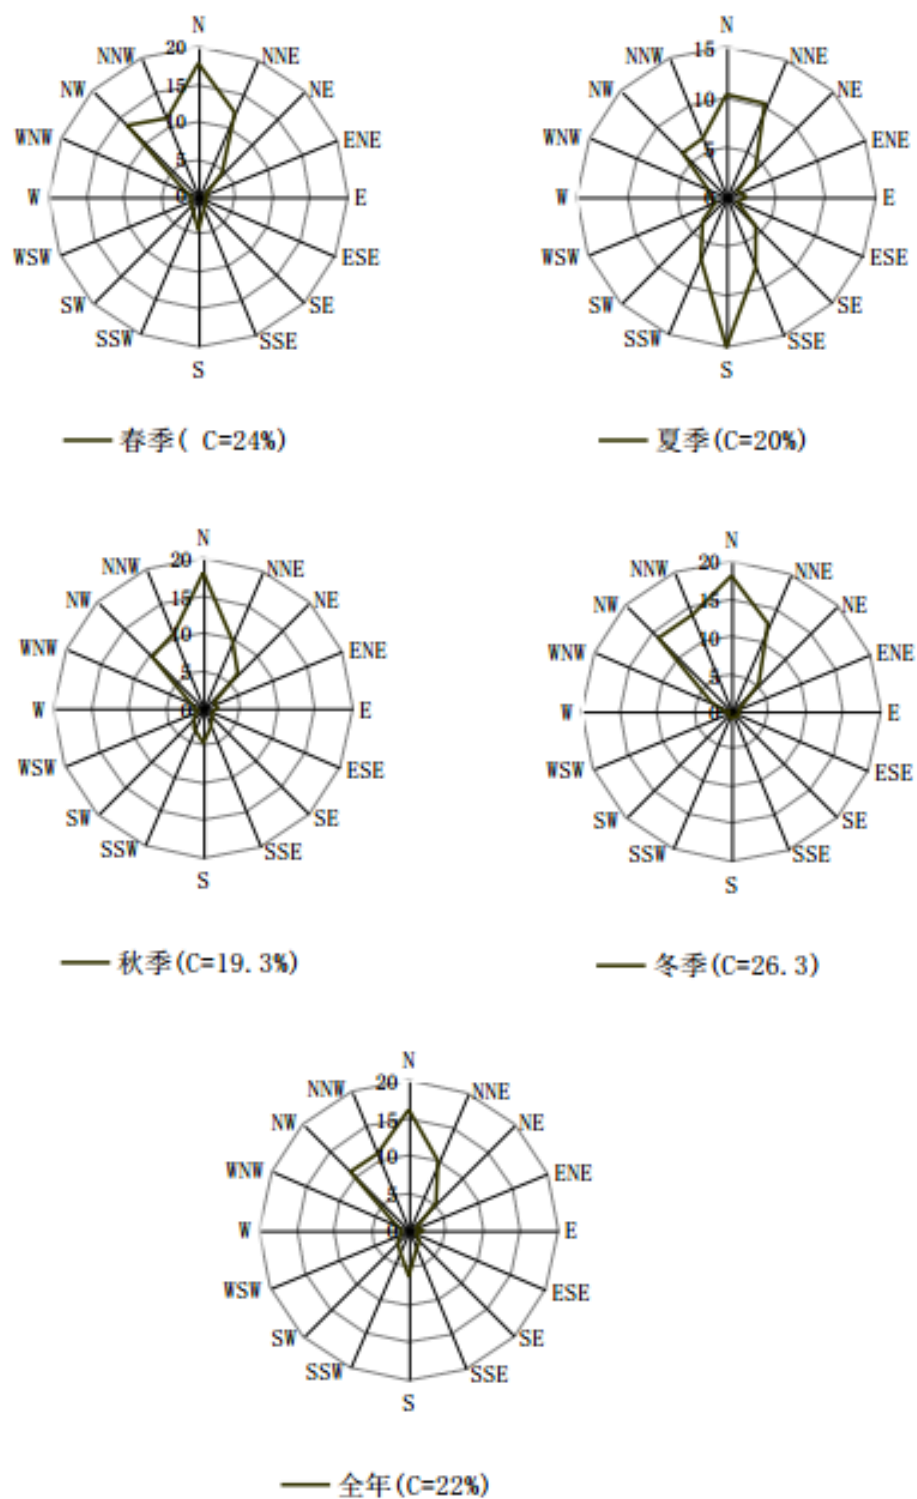 N
20 NNW NNE
15 NW NE
10 WNW ENE
5
0 W E
WSW ESE
SW SE
SSW SSE
S
春季( C=24%)
N
15 NNW NNE
NW NE
10 WNW ENE
5
0 W E
WSW ESE
SW SE
SSW SSE
S
夏季(C=20%)
N
20 NNW NNE
15 NW NE
10 WNW ENE
5
0 W E
WSW ESE
SW SE
SSW SSE
S
秋季(C=19.3%)
N
20 NNW NNE
15 NW NE
10 WNW ENE
5
0 W E
WSW ESE
SW SE
SSW SSE
S
冬季(C=26.3)
N
20 NNW NNE
15 NW NE
10 WNW ENE
5
0 W E
WSW ESE
SW SE
SSW SSE
S
全年(C=22%)